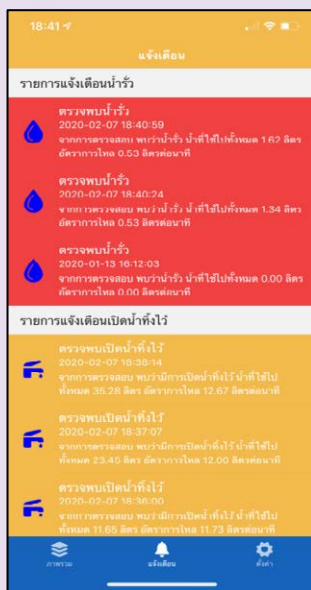 18:41
แจ้งเตือน
รายการแจ้งเตือนน้ำรั่ว
ตรวจพบน้ำรั่ว
2020-02-07 18:40:59
จากการตรวจสอบ พบว่าน้ำรั่ว น้ำที่ใช้ไปทั้งหมด 1.62 ลิตร
อัตราการไหล 0.53 ลิตรต่อนาที
ตรวจพบน้ำรั่ว
2020-02-07 18:40:24
จากการตรวจสอบ พบว่าน้ำรั่ว น้ำที่ใช้ไปทั้งหมด 1.34 ลิตร
อัตราการไหล 0.53 ลิตรต่อนาที
ตรวจพบน้ำรั่ว
2020-01-13 16:12:03
จากการตรวจสอบ พบว่าน้ำรั่ว น้ำที่ใช้ไปทั้งหมด 0.00 ลิตร
อัตราการไหล 0.00 ลิตรต่อนาที
รายการแจ้งเตือนเปิดน้ำทิ้งไว้
ตรวจพบเปิดน้ำทิ้งไว้
2020-02-07 18:38:14
จากการตรวจสอบ พบว่ามีการเปิดน้ำทิ้งไว้ น้ำที่ใช้ไป
ทั้งหมด 35.28 ลิตร อัตราการไหล 12.67 ลิตรต่อนาที
ตรวจพบเปิดน้ำทิ้งไว้
2020-02-07 18:37:07
จากการตรวจสอบ พบว่ามีการเปิดน้ำทิ้งไว้ น้ำที่ใช้ไป
ทั้งหมด 23.45 ลิตร อัตราการไหล 12.00 ลิตรต่อนาที
ตรวจพบเปิดน้ำทิ้งไว้
2020-02-07 18:36:00
จากการตรวจสอบ พบว่ามีการเปิดน้ำทิ้งไว้ น้ำที่ใช้ไป
ทั้งหมด 11.65 ลิตร อัตราการไหล 11.73 ลิตรต่อนาที
ภาพรวม
แจ้งเตือน
ตั้งค่า